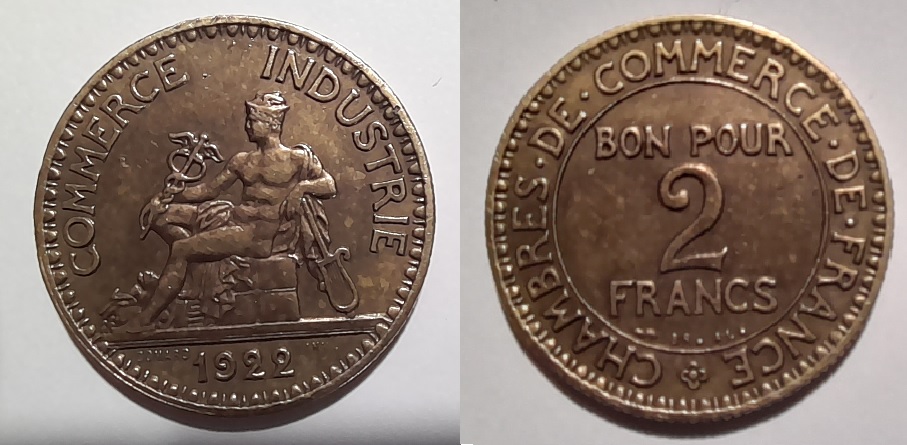 COMMERCE INDUSTRIE
1922
CHAMBRES · DE · COMMERCE · DE · FRANCE
BON POUR
2
FRANCS